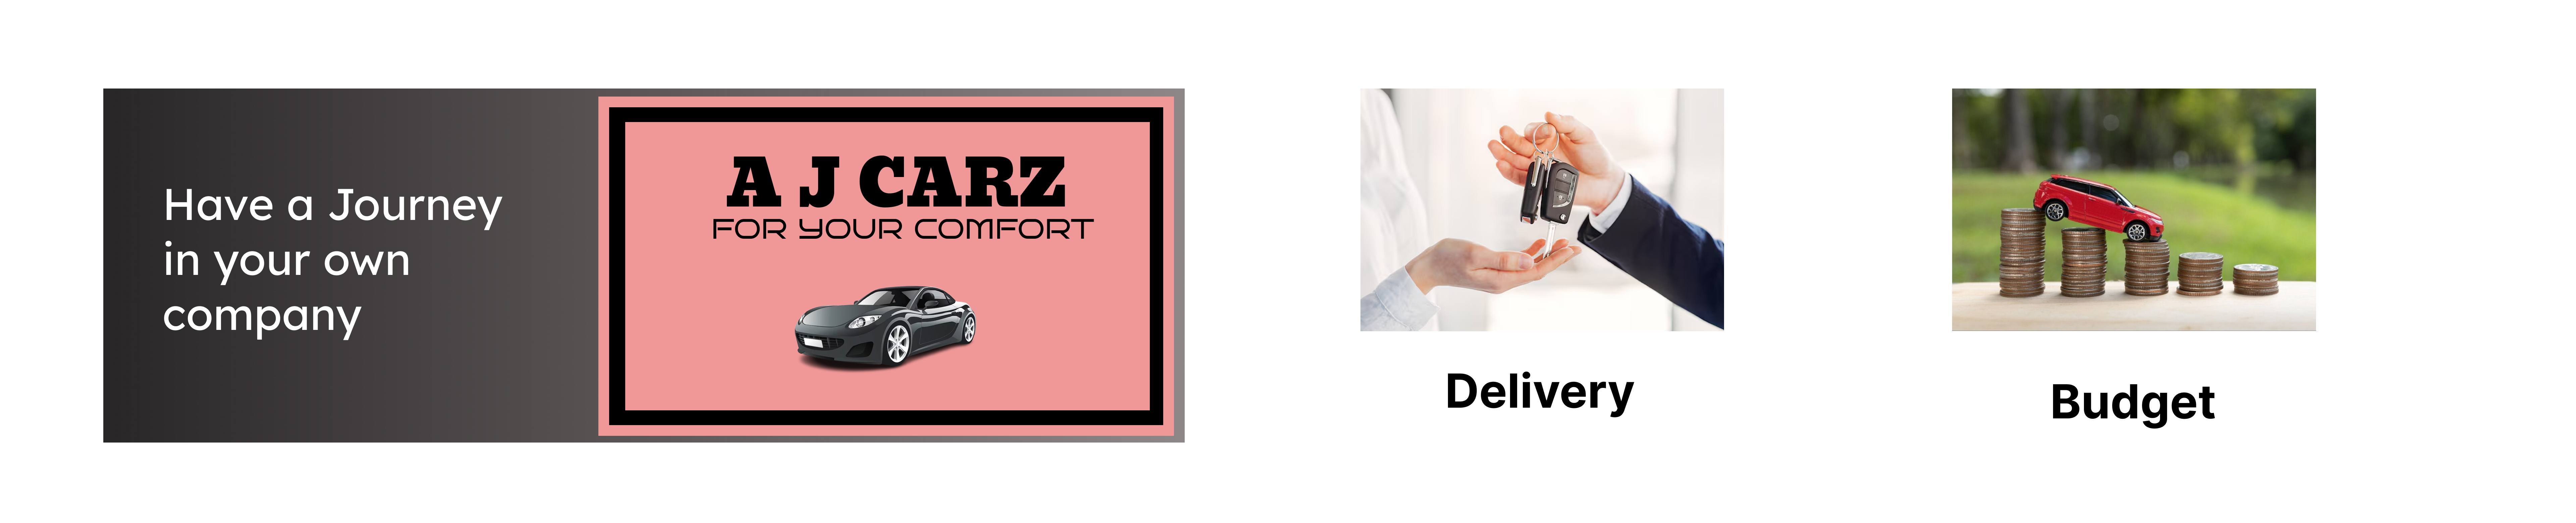 Have a Journey
in your own
company
A J CARZ
FOR YOUR COMFORT
Delivery
Budget